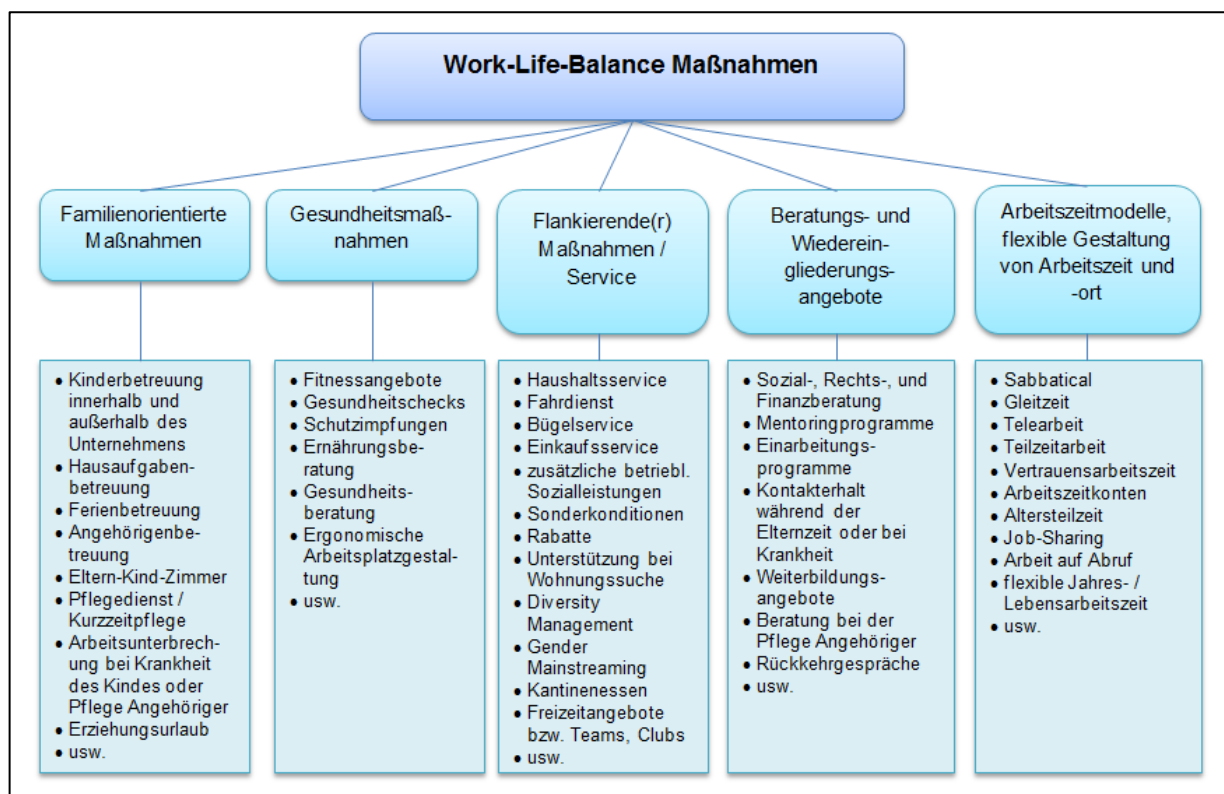 Work-Life-Balance Maßnahmen
Familienorientierte
Maßnahmen
Gesundheitsmaß-
nahmen
Flankierende(r)
Maßnahmen /
Service
Beratungs- und
Wiederein-
gliederungs-
angebote
Arbeitszeitmodelle,
flexible Gestaltung
von Arbeitszeit und
-ort
• Kinderbetreuung
innerhalb und
außerhalb des
Unternehmens
• Hausaufgaben-
betreuung
• Ferienbetreuung
• Angehörigenbe-
treuung
• Eltern-Kind-Zimmer
• Pflegedienst /
Kurzzeitpflege
• Arbeitsunterbrech-
ung bei Krankheit
des Kindes oder
Pflege Angehöriger
• Erziehungsurlaub
• usw.
• Fitnessangebote
• Gesundheitschecks
• Schutzimpfungen
• Ernährungsbe-
ratung
• Gesundheits-
beratung
• Ergonomische
Arbeitsplatzgestal-
tung
• usw.
• Haushaltsservice
• Fahrdienst
• Bügelservice
• Einkaufsservice
• zusätzliche betriebl.
Sozialleistungen
• Sonderkonditionen
• Rabatte
• Unterstützung bei
Wohnungssuche
• Diversity
Management
• Gender
Mainstreaming
• Kantinenessen
• Freizeitangebote
bzw. Teams, Clubs
• usw.
• Sozial-, Rechts-, und
Finanzberatung
• Mentoringprogramme
• Einarbeitungs-
programme
• Kontakterhalt
während der
Elternzeit oder bei
Krankheit
• Weiterbildungs-
angebote
• Beratung bei der
Pflege Angehöriger
• Rückkehrgespräche
• usw.
• Sabbatical
• Gleitzeit
• Telearbeit
• Teilzeitarbeit
• Vertrauensarbeitszeit
• Arbeitszeitkonten
• Altersteilzeit
• Job-Sharing
• Arbeit auf Abruf
• flexible Jahres- /
Lebensarbeitszeit
• usw.